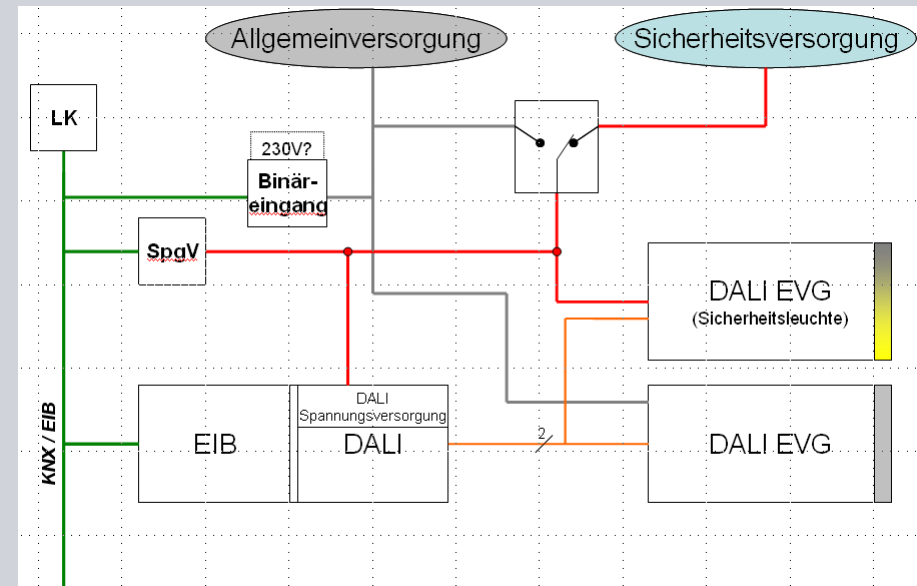 Allgemeinversorgung
Sicherheitsversorgung
LK
230V?
Binär-
eingang
SpgV
DALI EVG
(Sicherheitsleuchte)
KNX / EIB
EIB
DALI
Spannungsversorgung
DALI
2
DALI EVG